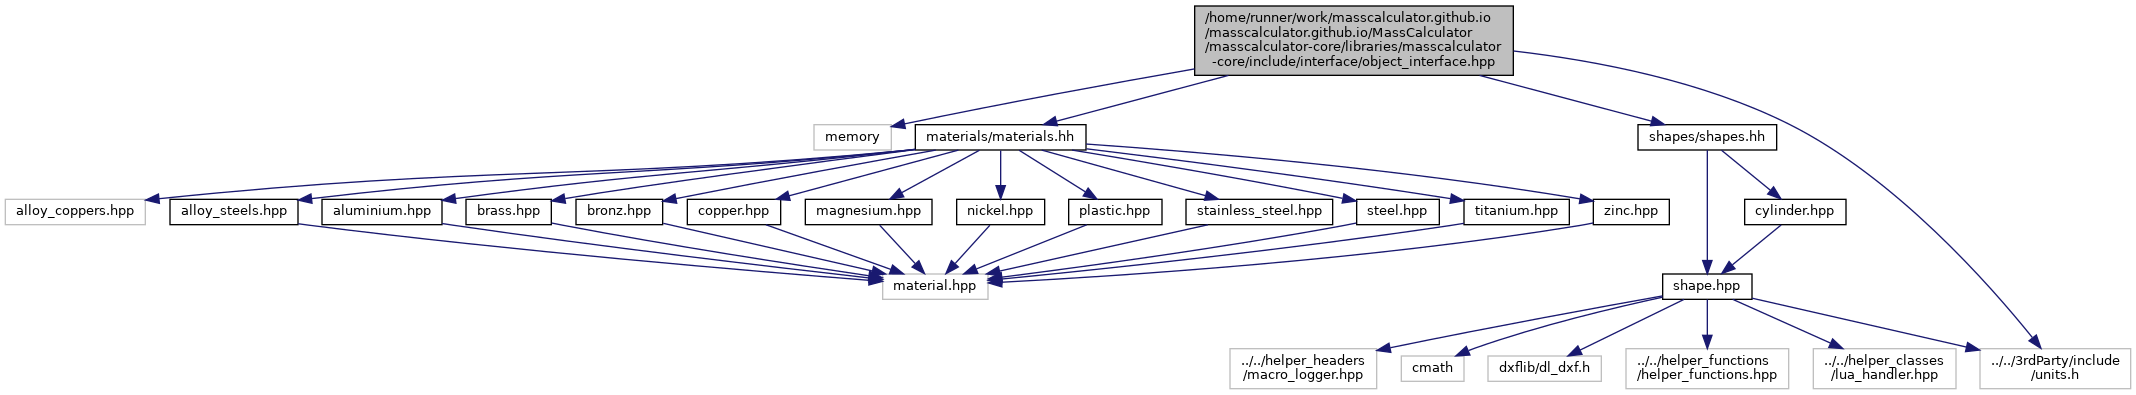 /home/runner/work/masscalculator.github.io
/masscalculator.github.io/MassCalculator
/masscalculator-core/libraries/masscalculator
-core/include/interface/object_interface.hpp
memory
materials/materials.hh
shapes/shapes.hh
alloy_coppers.hpp
alloy_steels.hpp
aluminium.hpp
brass.hpp
bronz.hpp
copper.hpp
magnesium.hpp
nickel.hpp
plastic.hpp
stainless_steel.hpp
steel.hpp
titanium.hpp
zinc.hpp
cylinder.hpp
material.hpp
shape.hpp
../../helper_headers
/macro_logger.hpp
cmath
dxflib/dl_dxf.h
../../helper_functions
/helper_functions.hpp
../../helper_classes
/lua_handler.hpp
../../3rdParty/include
/units.h